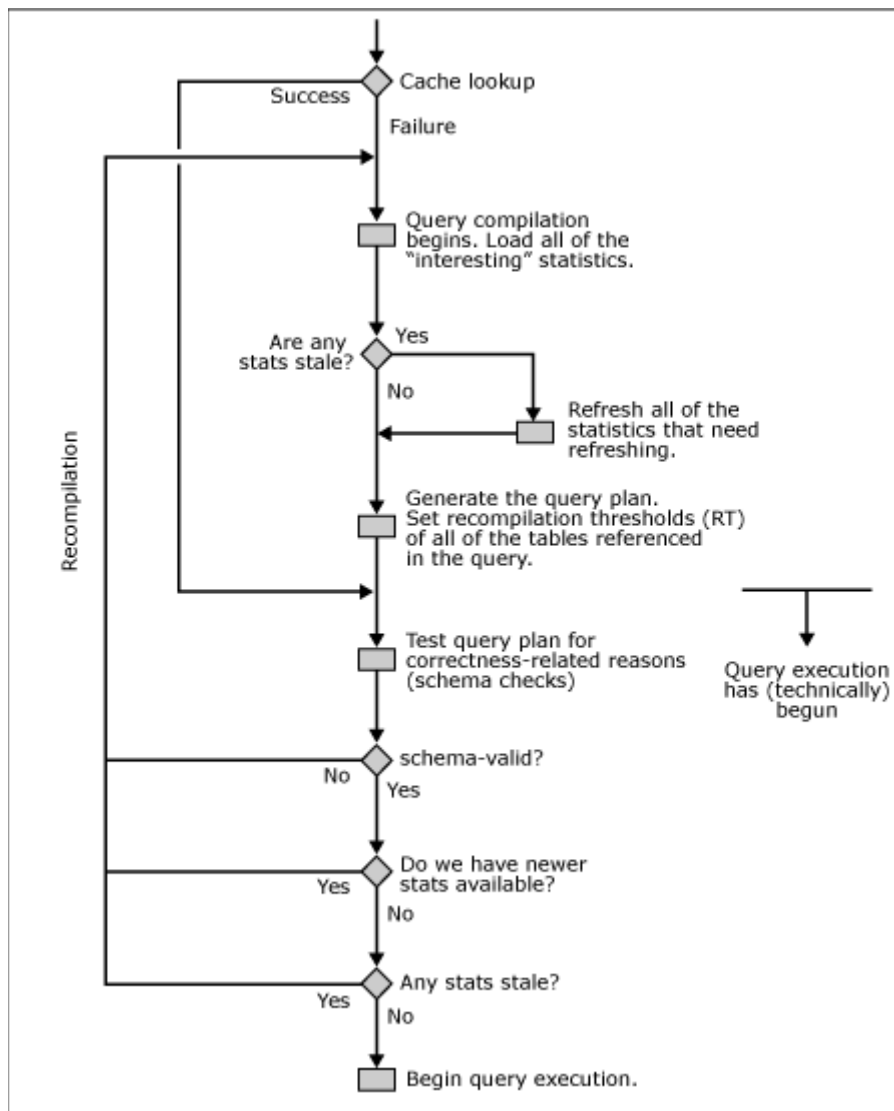 Cache lookup
Success
Failure
Query compilation
begins. Load all of the
“interesting” statistics.
Yes
Are any
stats stale?
No
Refresh all of the
statistics that need
refreshing.
Recompilation
Generate the query plan.
Set recompilation thresholds (RT)
of all of the tables referenced
in the query.
Test query plan for
correctness-related reasons
(schema checks)
Query execution
has (technically)
begun
schema-valid?
No
Yes
Do we have newer
stats available?
Yes
No
Any stats stale?
Yes
No
Begin query execution.